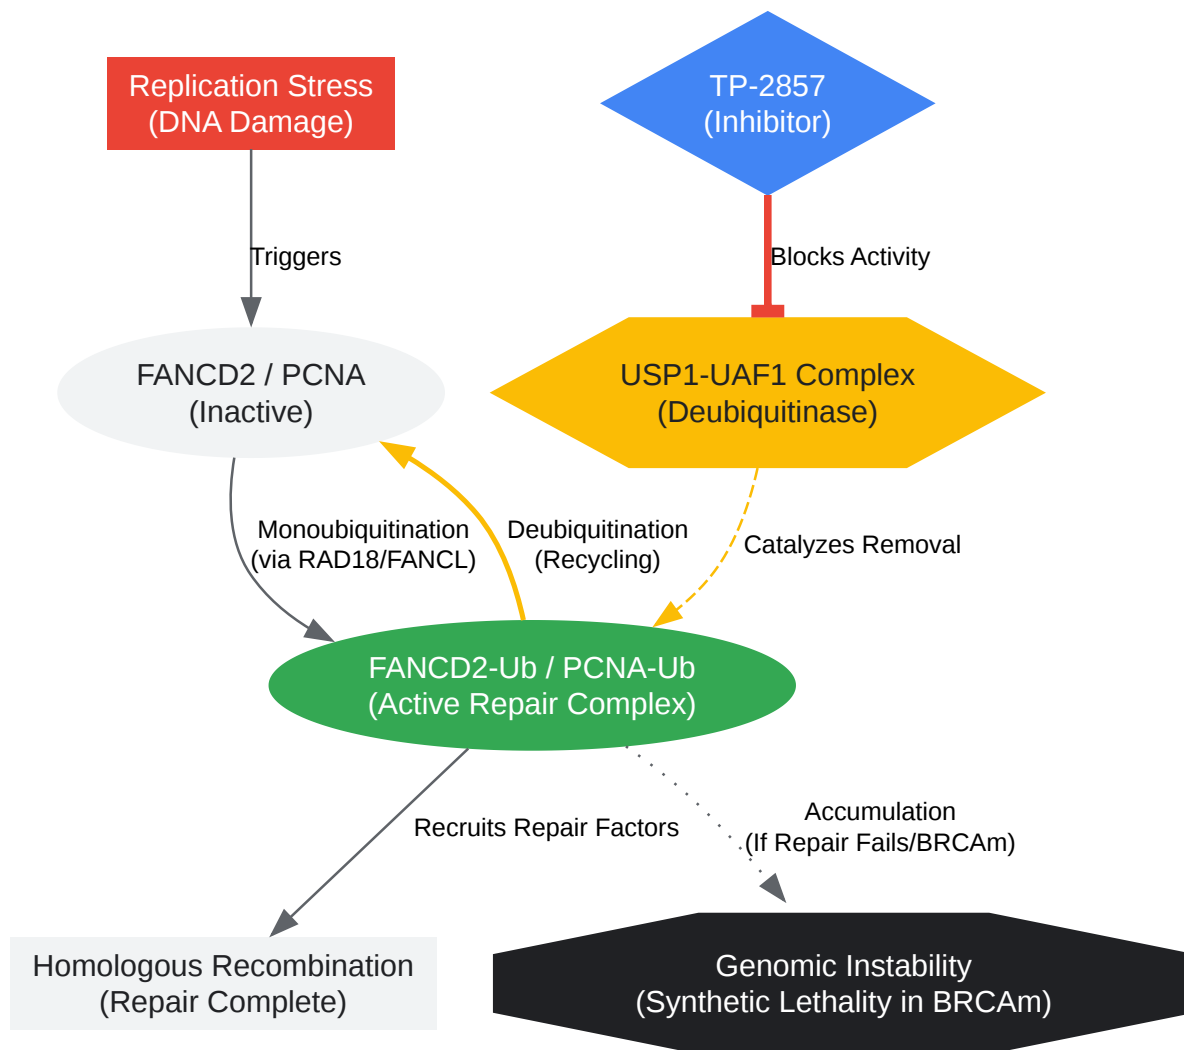 Replication Stress
(DNA Damage)
TP-2857
(Inhibitor)
Triggers
Blocks Activity
FANCD2 / PCNA
(Inactive)
USP1-UAF1 Complex
(Deubiquitinase)
Monoubiquitination
(via RAD18/FANCL)
Deubiquitination
(Recycling)
Catalyzes Removal
FANCD2-Ub / PCNA-Ub
(Active Repair Complex)
Recruits Repair Factors
Accumulation
(If Repair Fails/BRCAm)
Homologous Recombination
(Repair Complete)
Genomic Instability
(Synthetic Lethality in BRCAm)